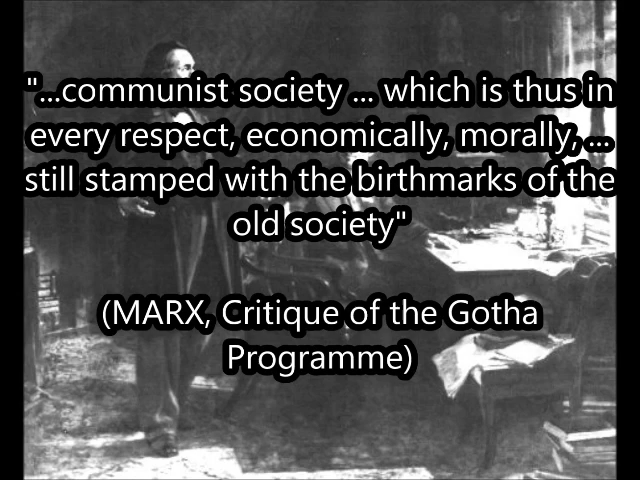 "...communist society ... which is thus in
every respect, economically, morally, ...
still stamped with the birthmarks of the
old society"
(MARX, Critique of the Gotha
Programme)